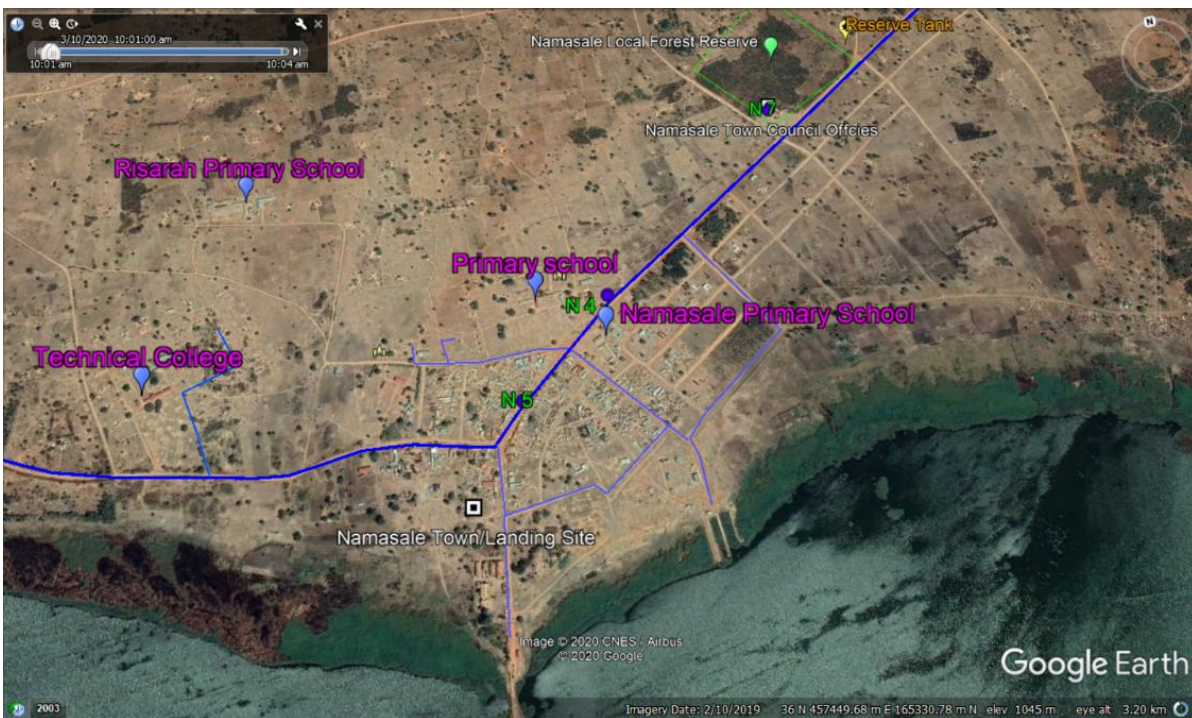 3/10/2020 10:01:00 am
10:01 am 10:04 am
N
Reserve Tank
Namasale Local Forest Reserve
N 7
Namasale Town Council Offcies
Risarah Primary School
Primary school
N 4
Namasale Primary School
Technical College
N 5
Namasale Town/Landing Site
Image © 2020 CNES / Airbus
© 2020 Google
Google Earth
2003
Imagery Date: 2/10/2019 36 N 457449.68 m E 165330.78 m N elev 1045 m eye alt 3.20 km